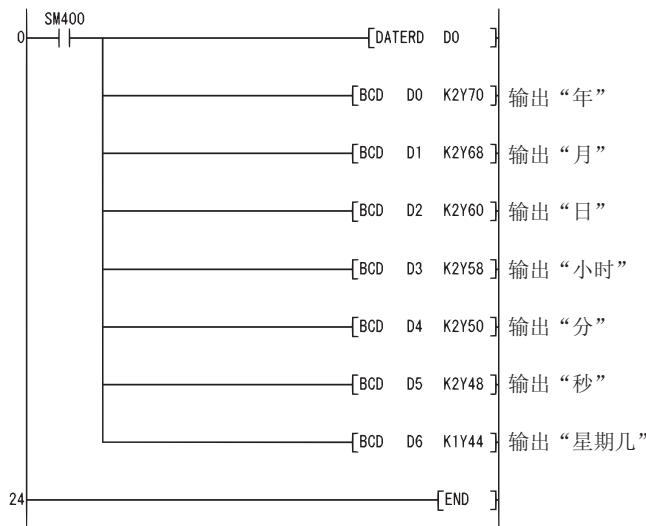 SM400
0 [DATERD D0 ]
[BCD D0 K2Y70 ] 输出“年”
[BCD D1 K2Y68 ] 输出“月”
[BCD D2 K2Y60 ] 输出“日”
[BCD D3 K2Y58 ] 输出“小时”
[BCD D4 K2Y50 ] 输出“分”
[BCD D5 K2Y48 ] 输出“秒”
[BCD D6 K1Y44 ] 输出“星期几”
24 [END ]